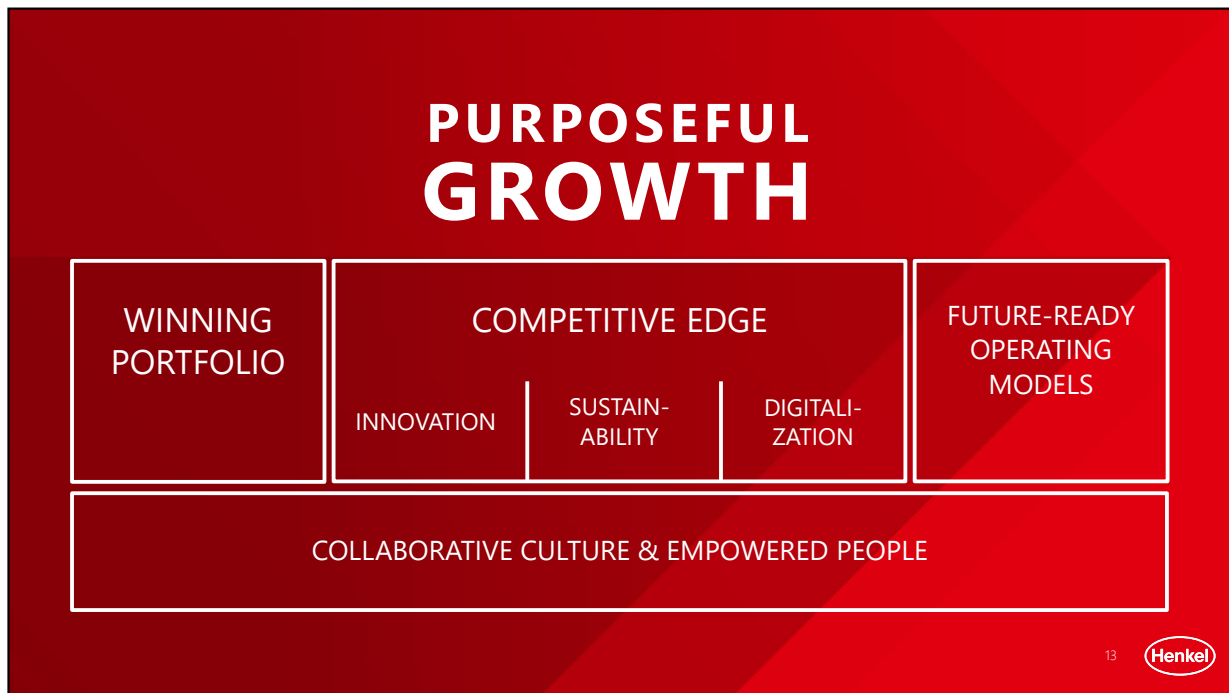 PURPOSEFUL
GROWTH
WINNING
PORTFOLIO
COMPETITIVE EDGE
INNOVATION
SUSTAIN-
ABILITY
DIGITALI-
ZATION
FUTURE-READY
OPERATING
MODELS
COLLABORATIVE CULTURE & EMPOWERED PEOPLE
13
Henkel